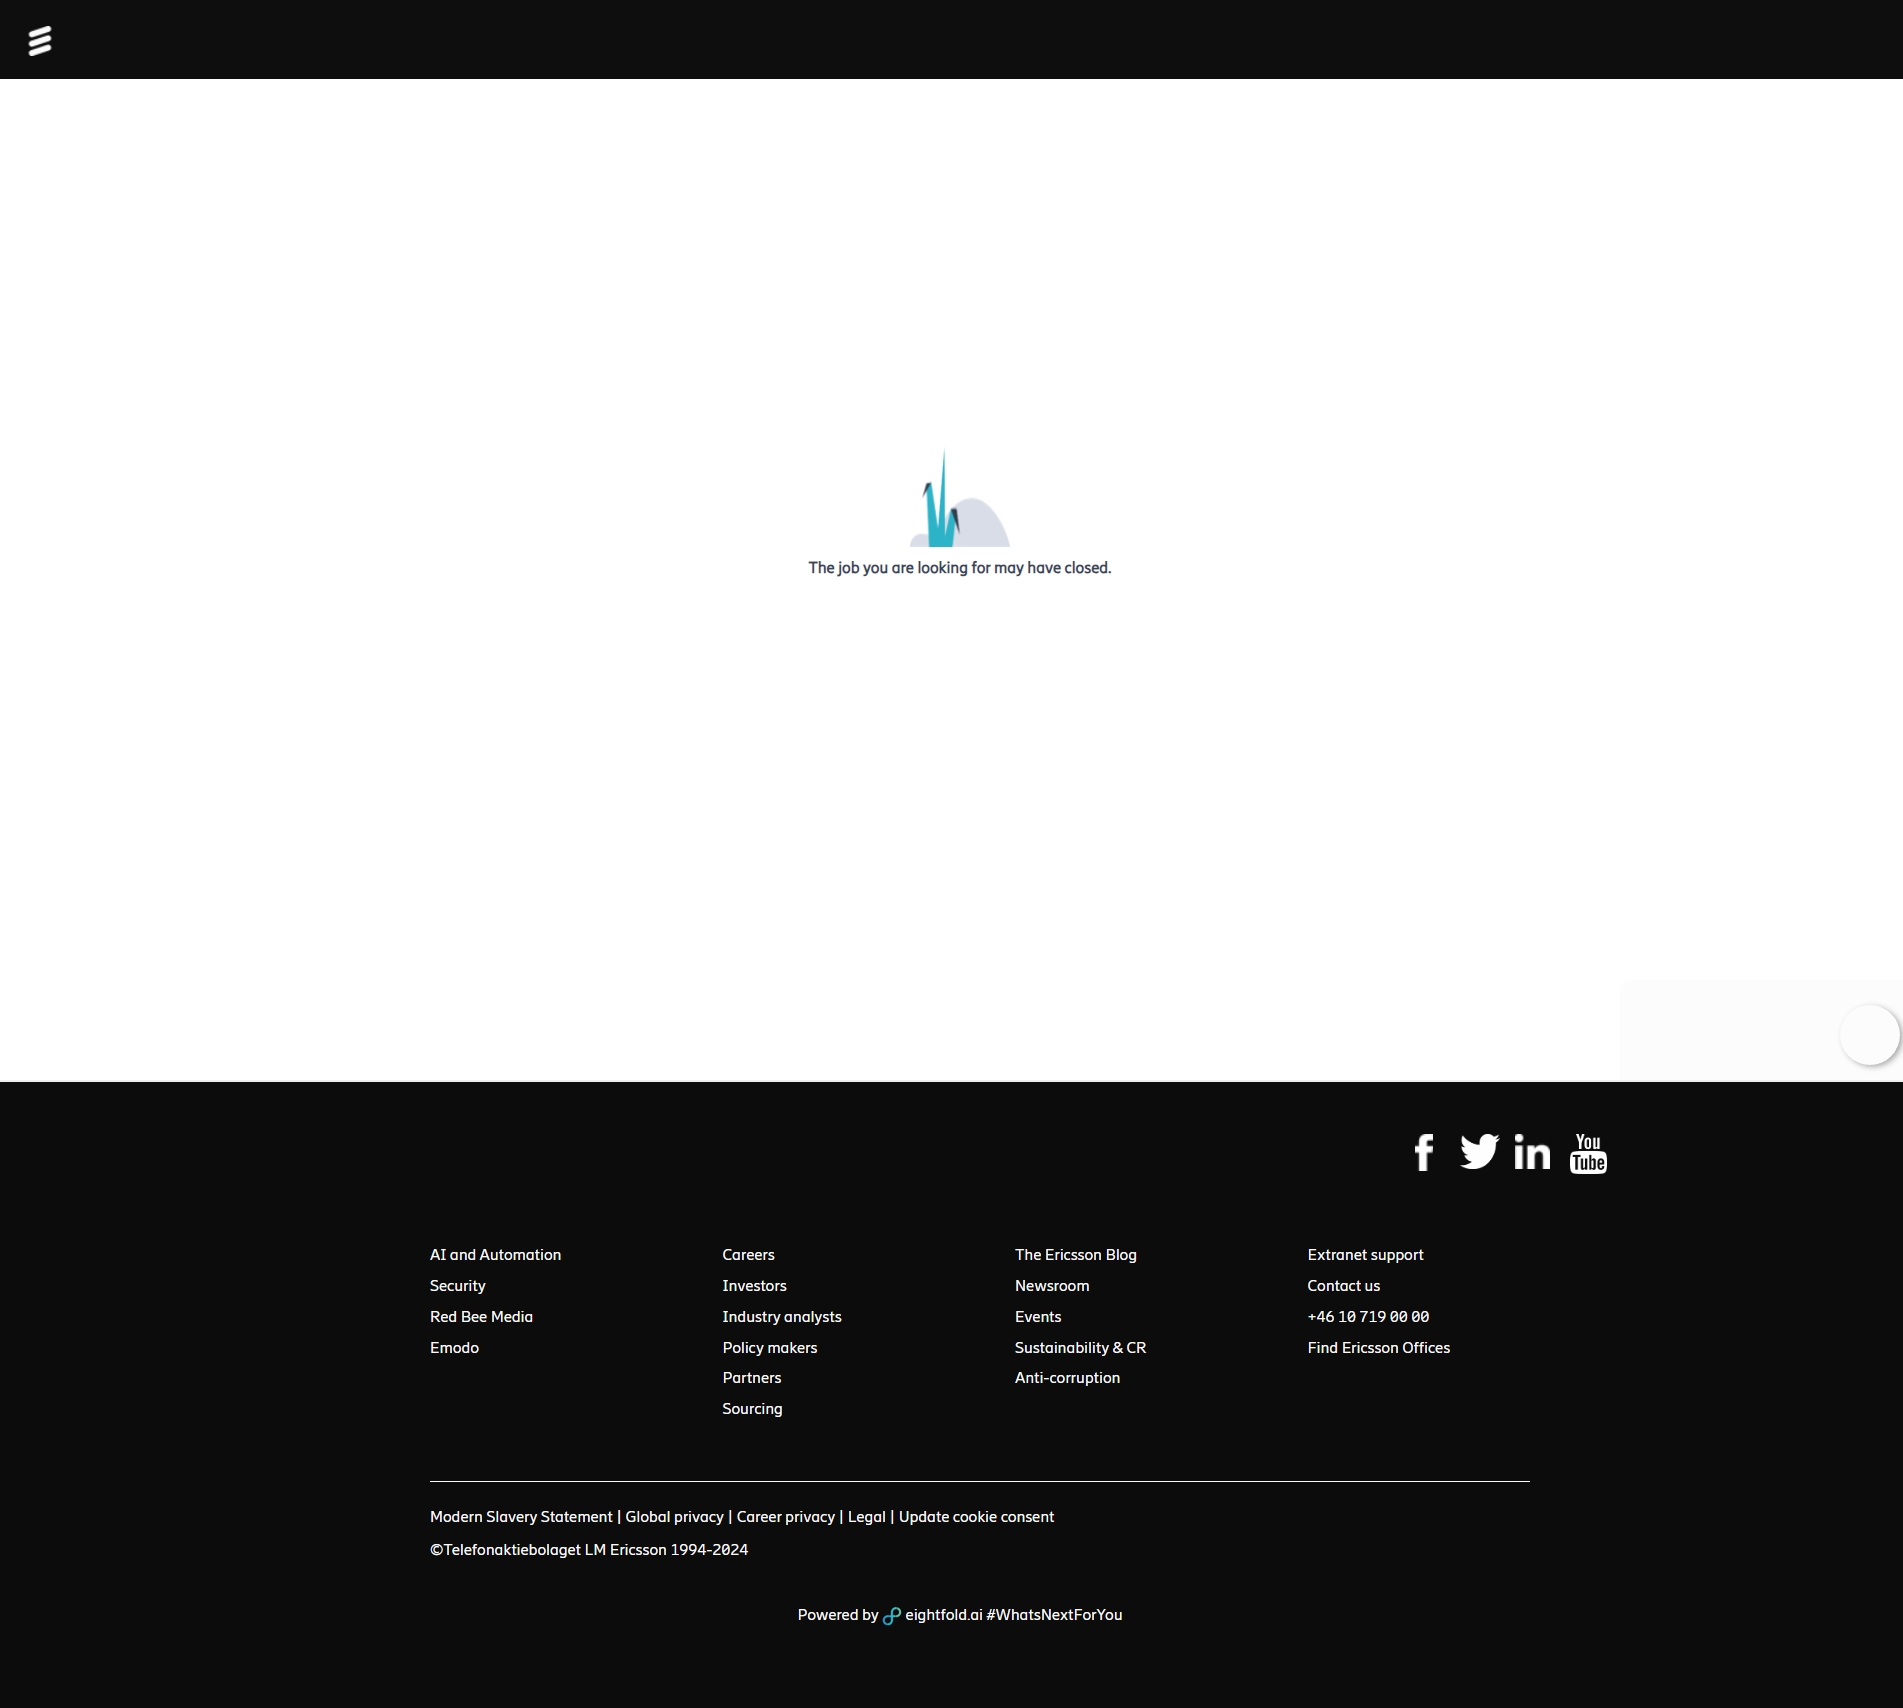 The job you are looking for may have closed.
You
Tube
AI and Automation
Security
Red Bee Media
Emodo
Careers
Investors
Industry analysts
Policy makers
Partners
Sourcing
The Ericsson Blog
Newsroom
Events
Sustainability & CR
Anti-corruption
Extranet support
Contact us
+46 10 719 00 00
Find Ericsson Offices
Modern Slavery Statement | Global privacy | Career privacy | Legal | Update cookie consent
©Telefonaktiebolaget LM Ericsson 1994-2024
Powered by eightfold.ai #WhatsNextForYou